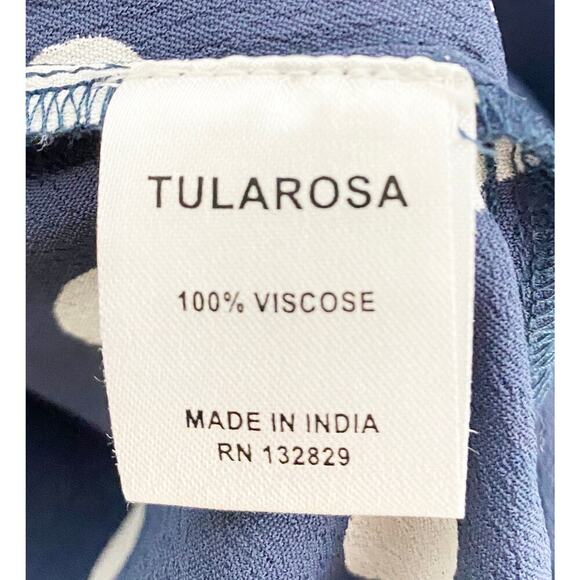 TULAROSA
100% VISCOSE
MADE IN INDIA
RN 132829